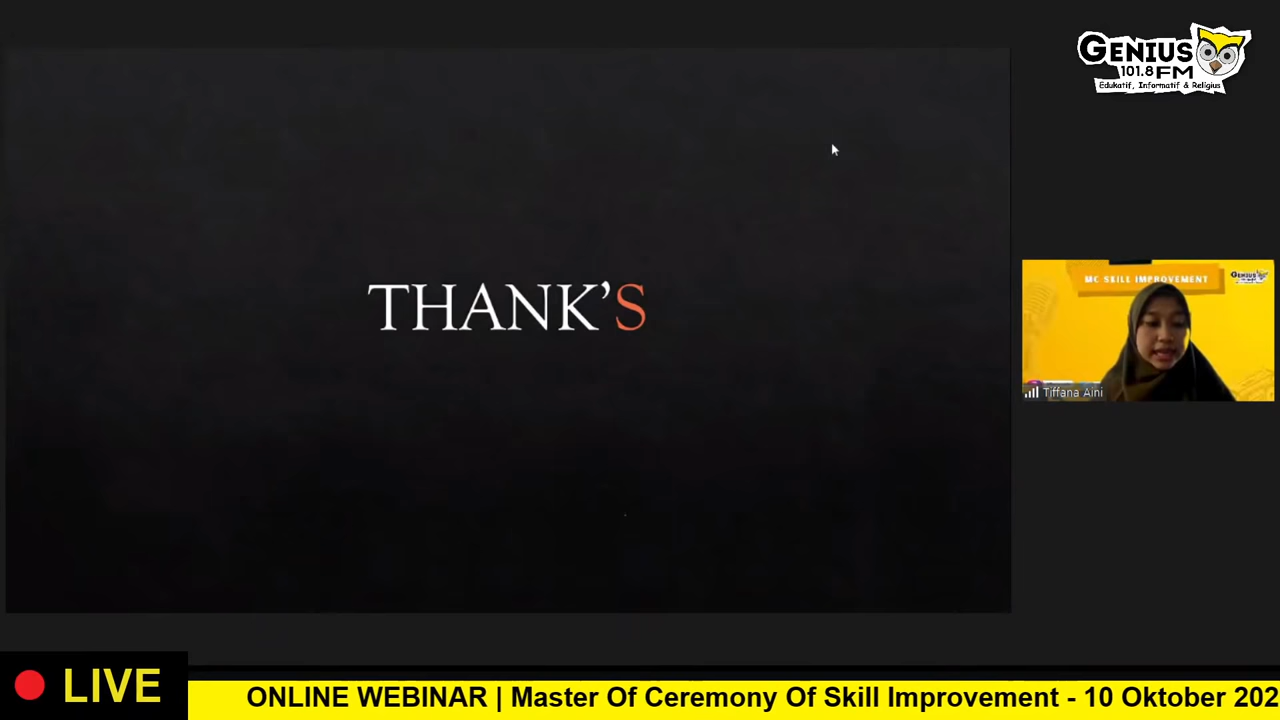 GENIUS
101.8 FM
Edukatif, Informatif & Religius
THANK'S
MC SKILL IMPROVEMENT
GENIUS
Tiffana Aini
LIVE
ONLINE WEBINAR | Master Of Ceremony Of Skill Improvement - 10 Oktober 202